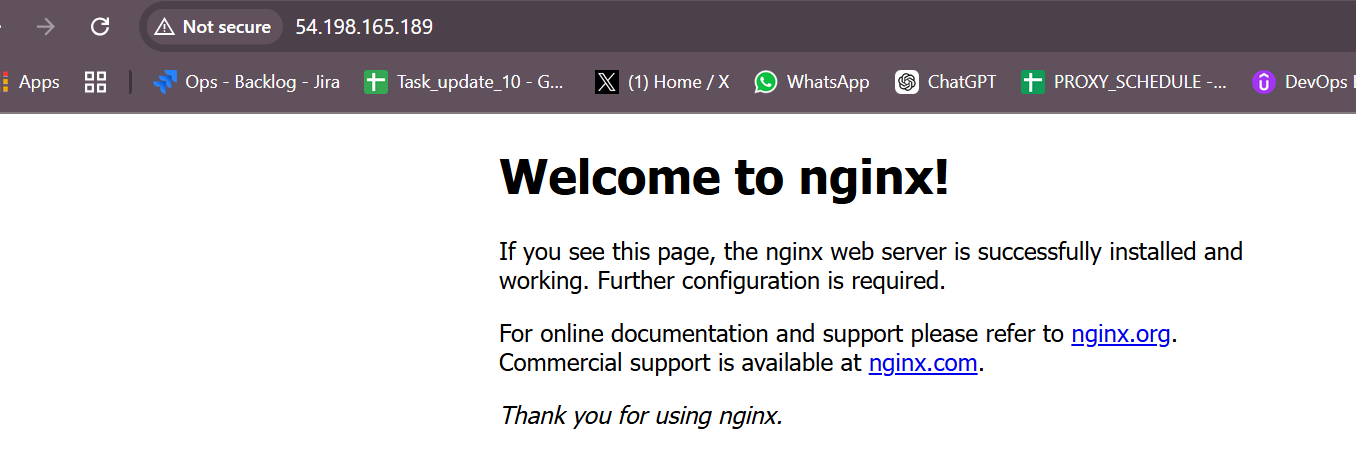 Not secure 54.198.165.189
Apps Ops - Backlog - Jira Task_update_10 - G... (1) Home / X WhatsApp ChatGPT PROXY_SCHEDULE -... DevOps
Welcome to nginx!
If you see this page, the nginx web server is successfully installed and
working. Further configuration is required.
For online documentation and support please refer to nginx.org.
Commercial support is available at nginx.com.
Thank you for using nginx.